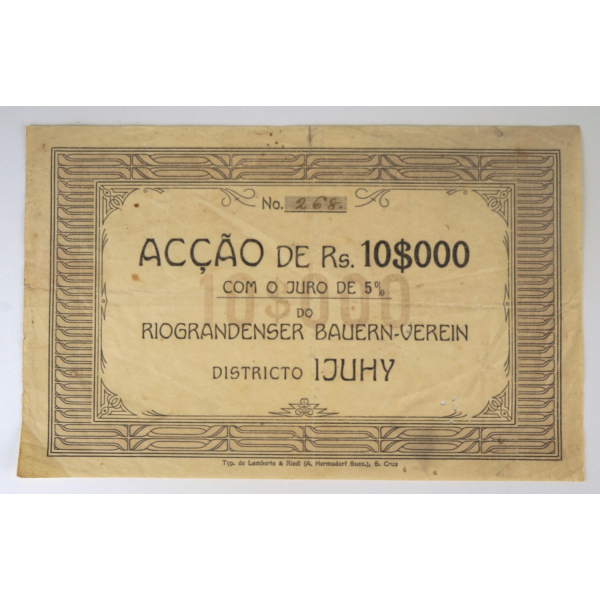 No. 268.
ACÇÃO DE Rs. 10$000
COM O JURO DE 5%
10$000
DO
RIOGRANDENSER BAUERN-VEREIN
DISTRICTO IJUHY
Typ. de Lamberts & Riedl (A. Hermsdorf Succ.), S. Cruz